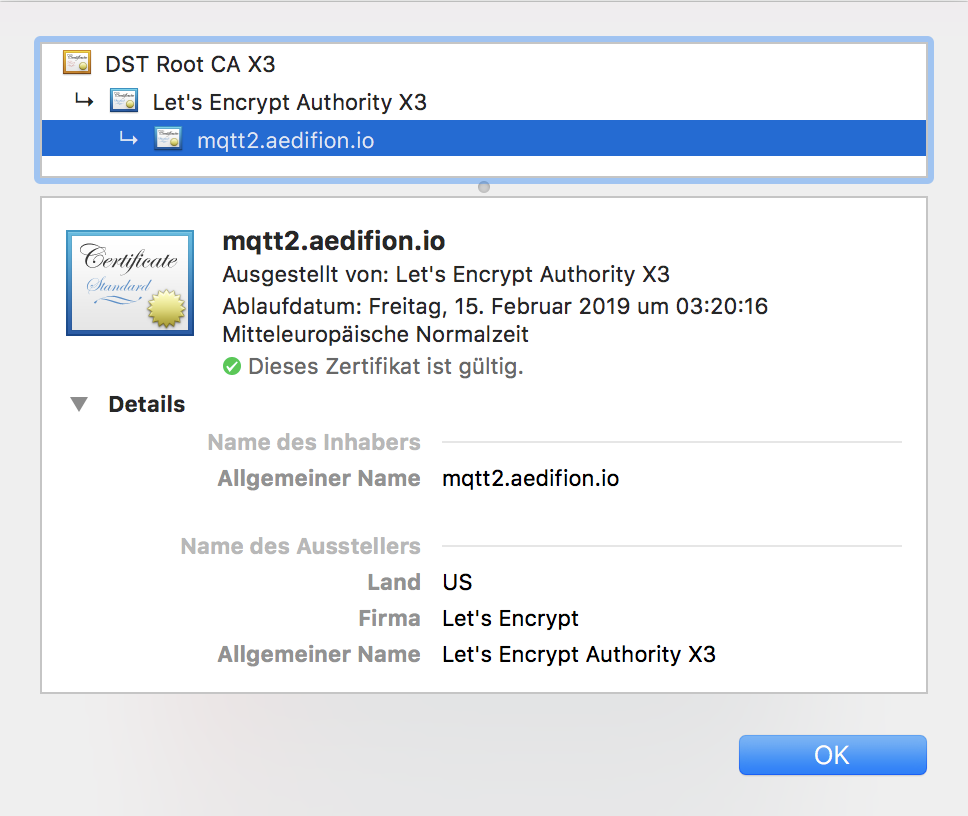 DST Root CA X3
Let's Encrypt Authority X3
mqtt2.aedifion.io
Certificate
Standard
mqtt2.aedifion.io
Ausgestellt von: Let's Encrypt Authority X3
Ablaufdatum: Freitag, 15. Februar 2019 um 03:20:16
Mitteleuropäische Normalzeit
Dieses Zertifikat ist gültig.
Details
Name des Inhabers
Allgemeiner Name mqtt2.aedifion.io
Name des Ausstellers
Land US
Firma Let's Encrypt
Allgemeiner Name Let's Encrypt Authority X3
OK